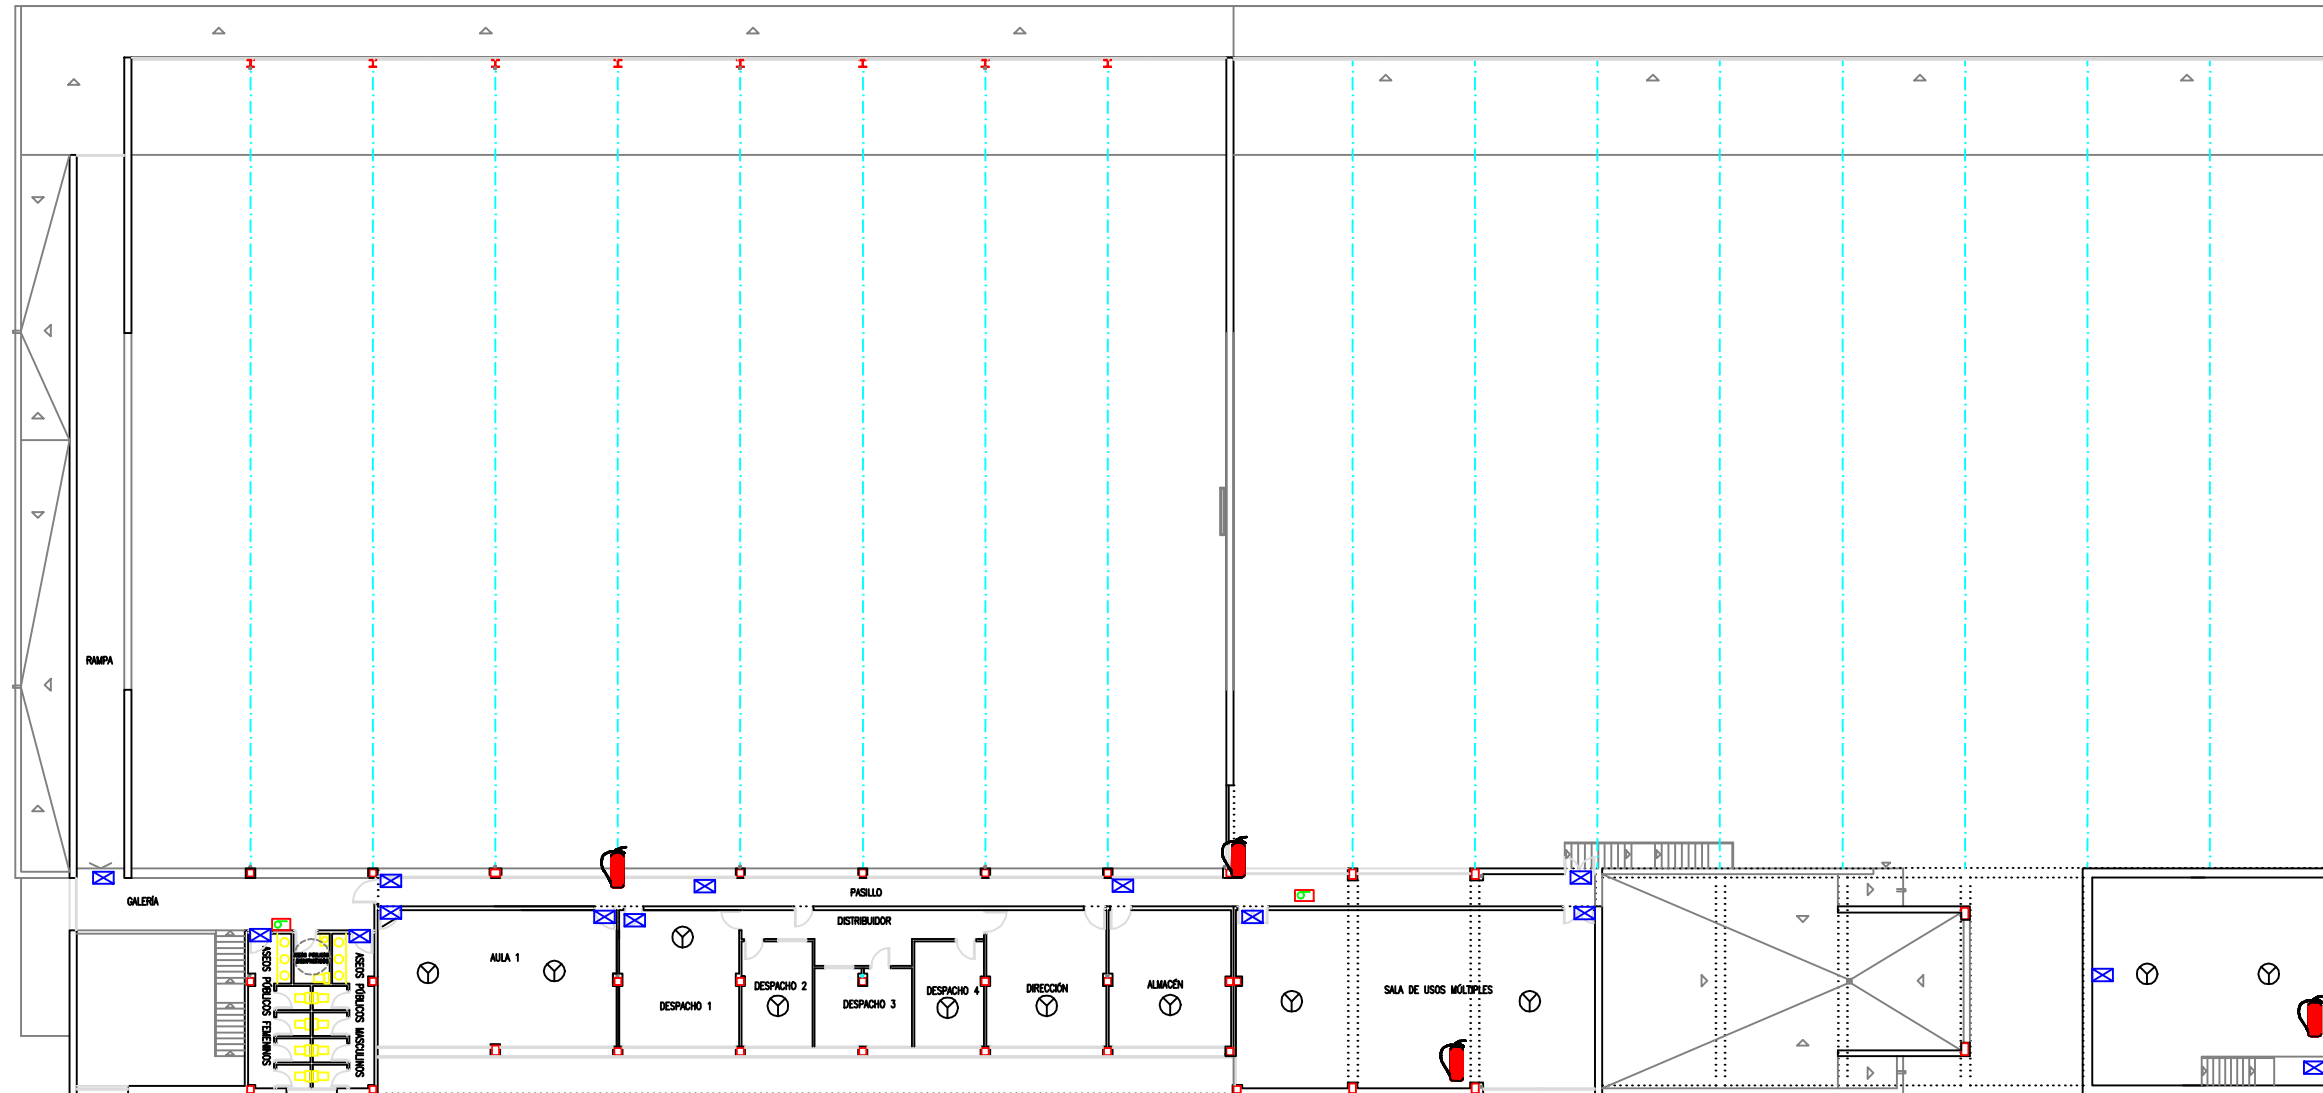 RAMPA
GALERÍA
PASILLO
DISTRIBUIDOR
AULA 1
DESPACHO 1
DESPACHO 2
DESPACHO 3
DESPACHO 4
DIRECCIÓN
ALMACÉN
SALA DE USOS MÚLTIPLES
ASEOS PÚBLICOS FEMENINOS
ASEOS PÚBLICOS MASCULINOS